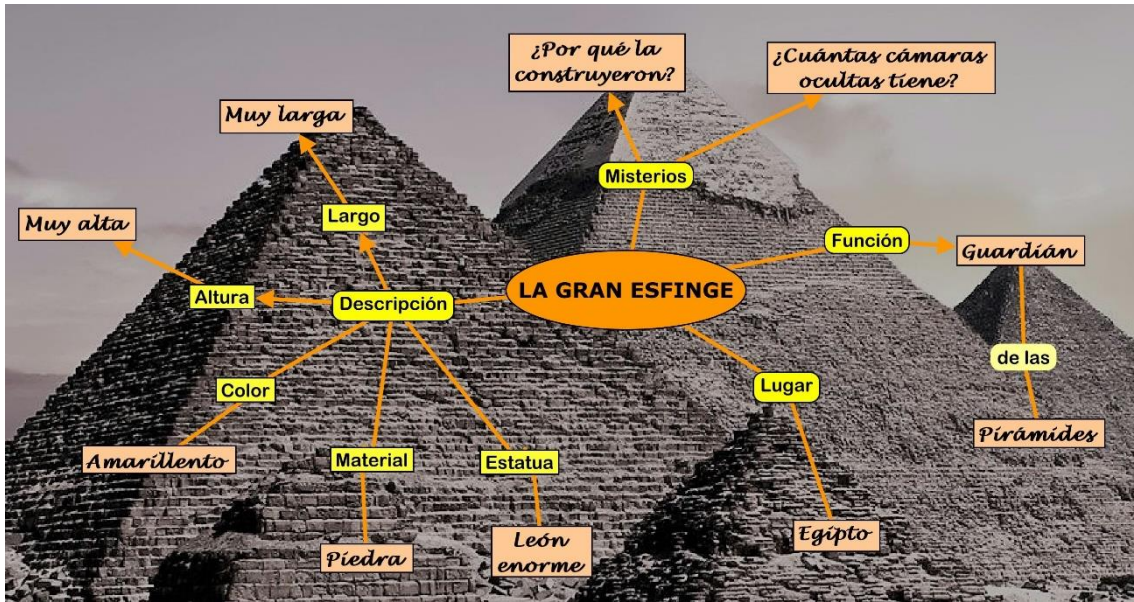 ¿Por qué la
construyeron?
¿Cuántas cámaras
ocultas tiene?
Muy larga
Misterios
Largo
Muy alta
Función
Guardián
Altura
Descripción
LA GRAN ESFINGE
de las
Color
Lugar
Pirámides
Amarillento
Material
Estatua
Piedra
León
enorme
Egipto